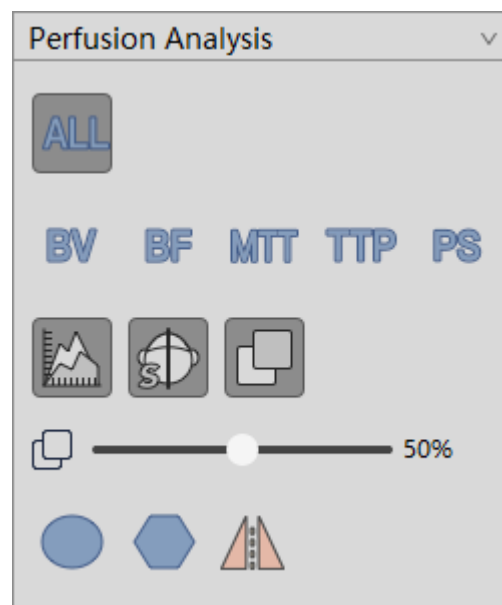 Perfusion Analysis
ALL
BV BF MTT TTP PS
S
50%